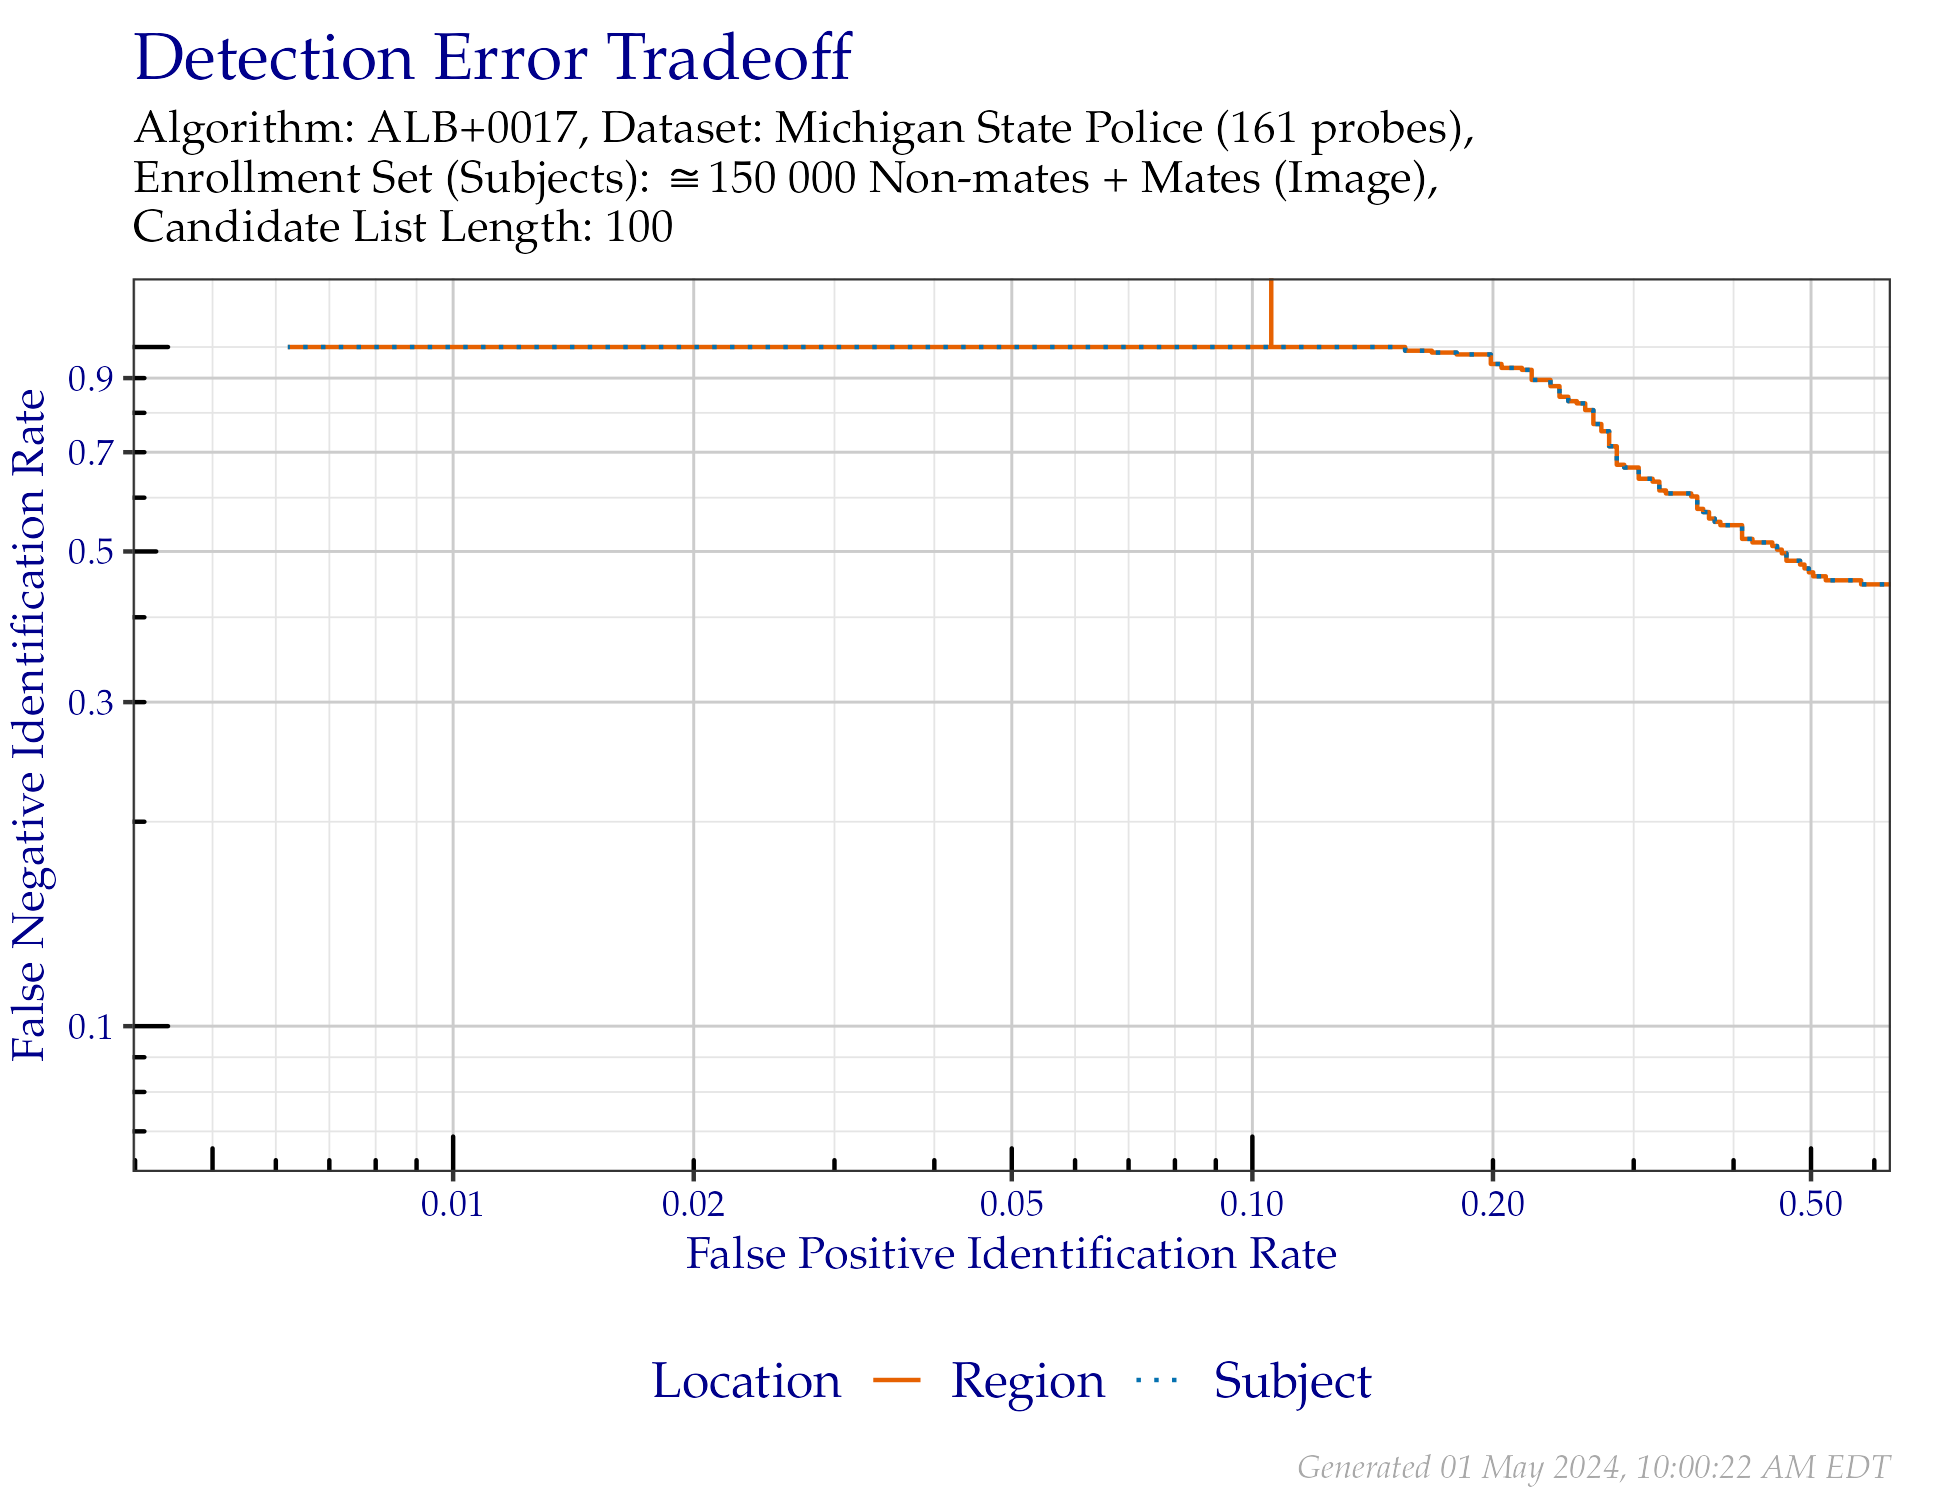 Detection Error Tradeoff
Algorithm: ALB+0017, Dataset: Michigan State Police (161 probes),
Enrollment Set (Subjects): ≅ 150 000 Non-mates + Mates (Image),
Candidate List Length: 100
False Negative Identification Rate
0.9
0.7
0.5
0.3
0.1
0.01 0.02 0.05 0.10 0.20 0.50
False Positive Identification Rate
Location Region Subject
Generated 01 May 2024, 10:00:22 AM EDT